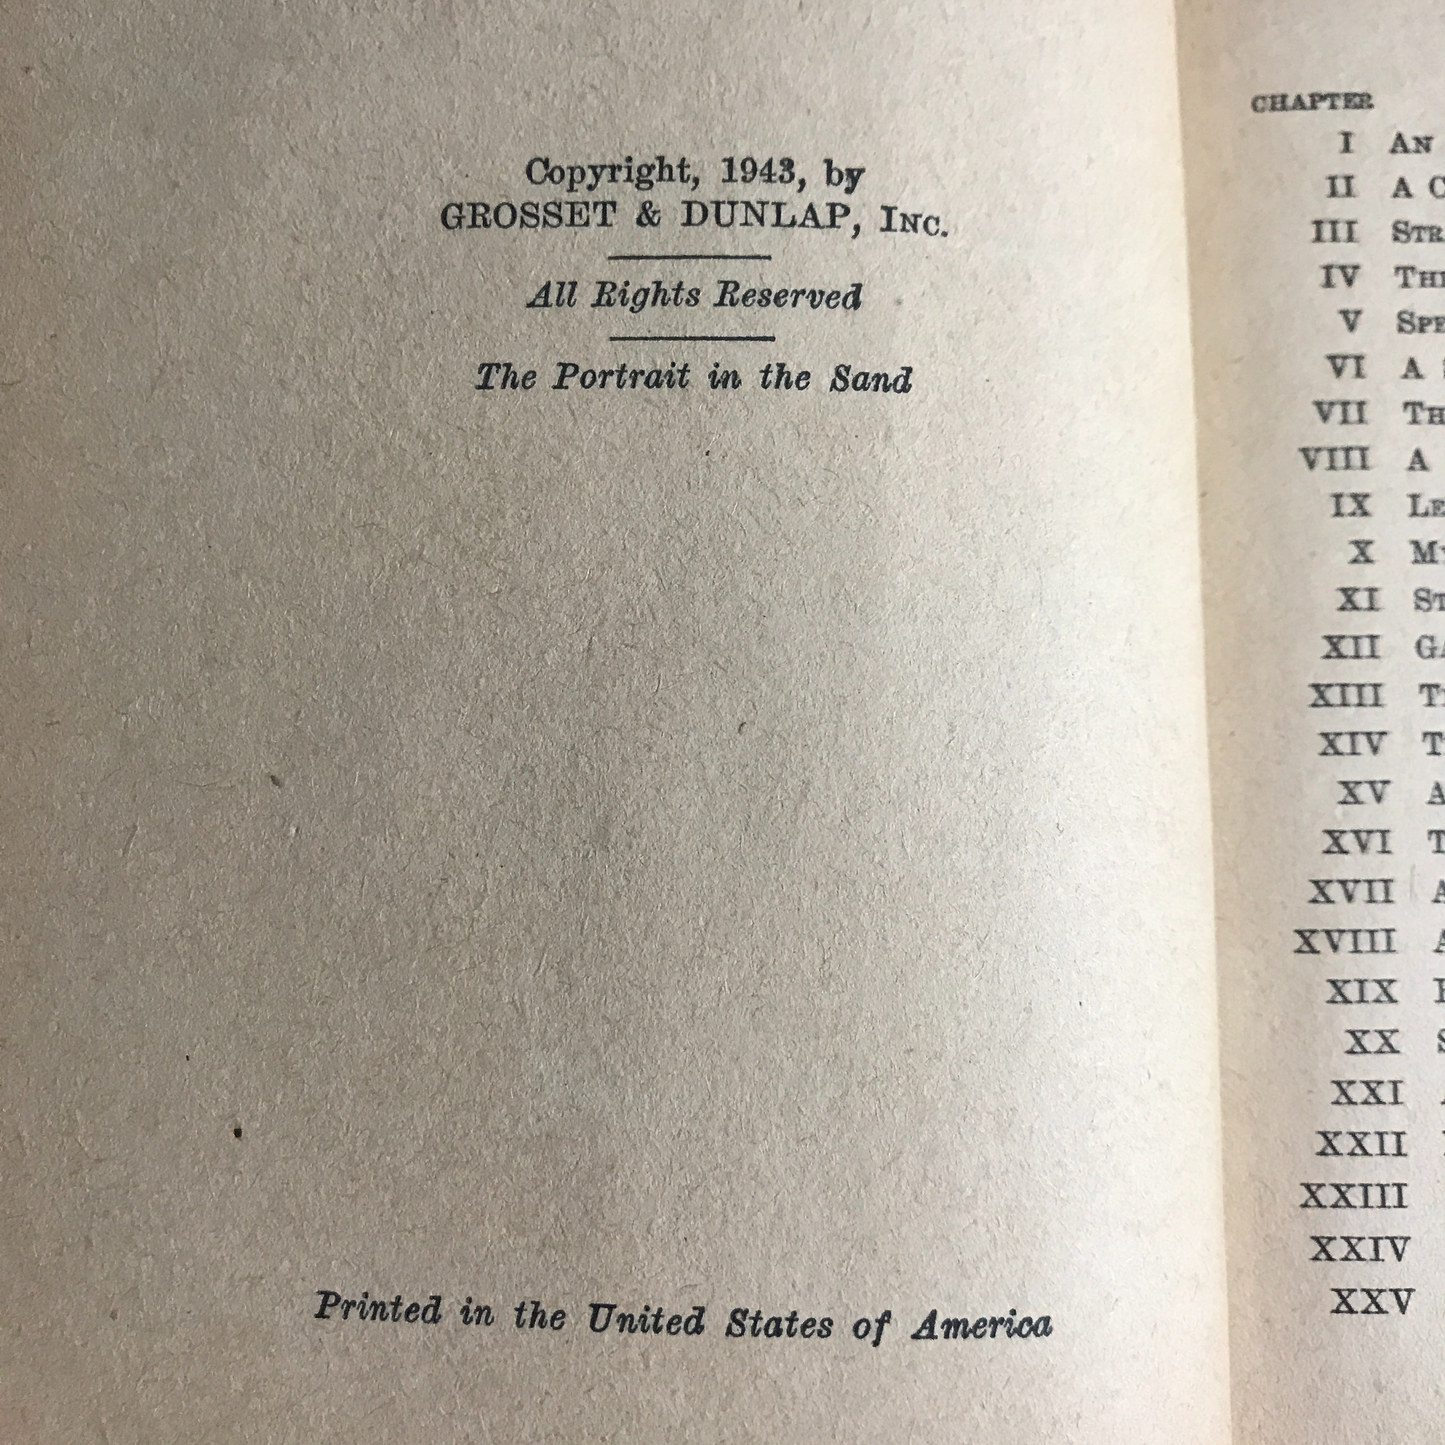 Copyright, 1943, by
GROSSET & DUNLAP, Inc.
All Rights Reserved
The Portrait in the Sand
Printed in the United States of America
CHAPTER
I An
II A
III
IV
V
VI A
VII
VIII A
IX
X
XI
XII
XIII
XIV
XV
XVI
XVII
XVIII
XIX
XX
XXI
XXII
XXIII
XXIV
XXV